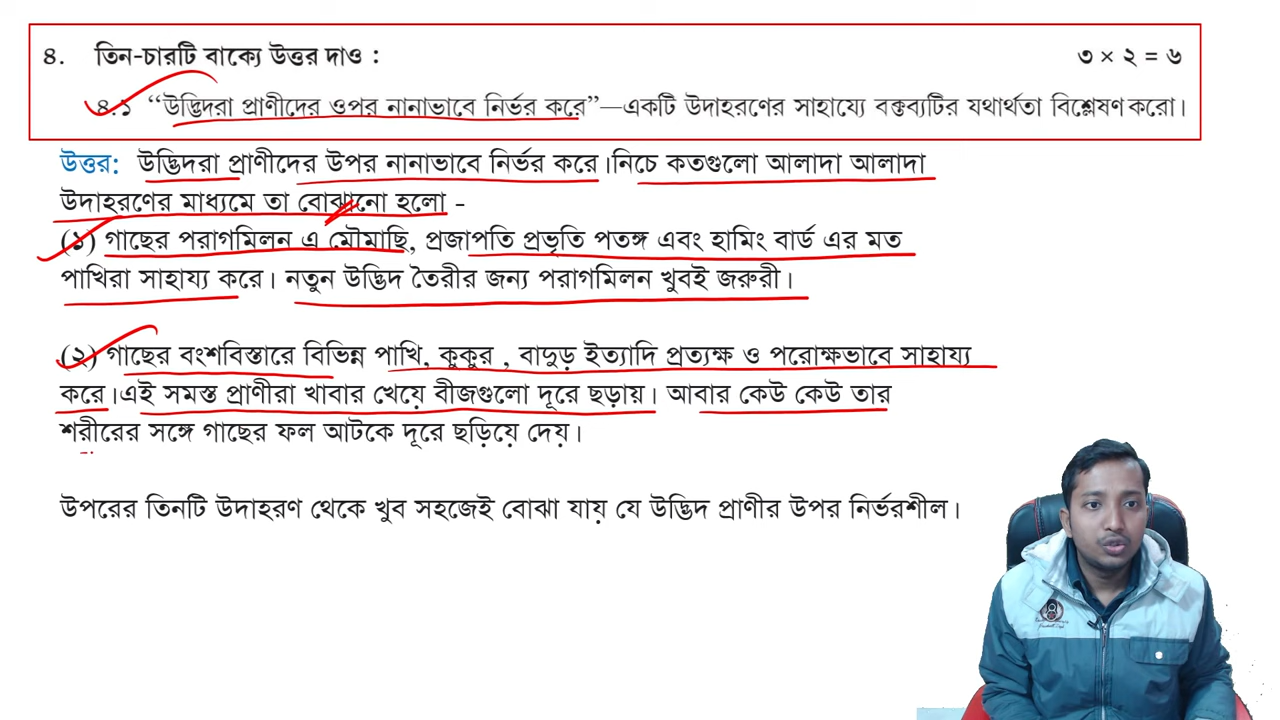 ৪. তিন-চারটি বাক্যে উত্তর দাও : ৩ × ২ = ৬
৪.১ “উদ্ভিদরা প্রাণীদের ওপর নানাভাবে নির্ভর করে”—একটি উদাহরণের সাহায্যে বক্তব্যটির যথার্থতা বিশ্লেষণ করো।
উত্তর: উদ্ভিদরা প্রাণীদের উপর নানাভাবে নির্ভর করে।নিচে কতগুলো আলাদা আলাদা
উদাহরণের মাধ্যমে তা বোঝানো হলো -
(১) গাছের পরাগমিলন এ মৌমাছি, প্রজাপতি প্রভৃতি পতঙ্গ এবং হামিং বার্ড এর মত
পাখিরা সাহায্য করে। নতুন উদ্ভিদ তৈরীর জন্য পরাগমিলন খুবই জরুরী।
(২) গাছের বংশবিস্তারে বিভিন্ন পাখি, কুকুর , বাদুড় ইত্যাদি প্রত্যক্ষ ও পরোক্ষভাবে সাহায্য
করে।এই সমস্ত প্রাণীরা খাবার খেয়ে বীজগুলো দূরে ছড়ায়। আবার কেউ কেউ তার
শরীরের সঙ্গে গাছের ফল আটকে দূরে ছড়িয়ে দেয়।
উপরের তিনটি উদাহরণ থেকে খুব সহজেই বোঝা যায় যে উদ্ভিদ প্রাণীর উপর নির্ভরশীল।